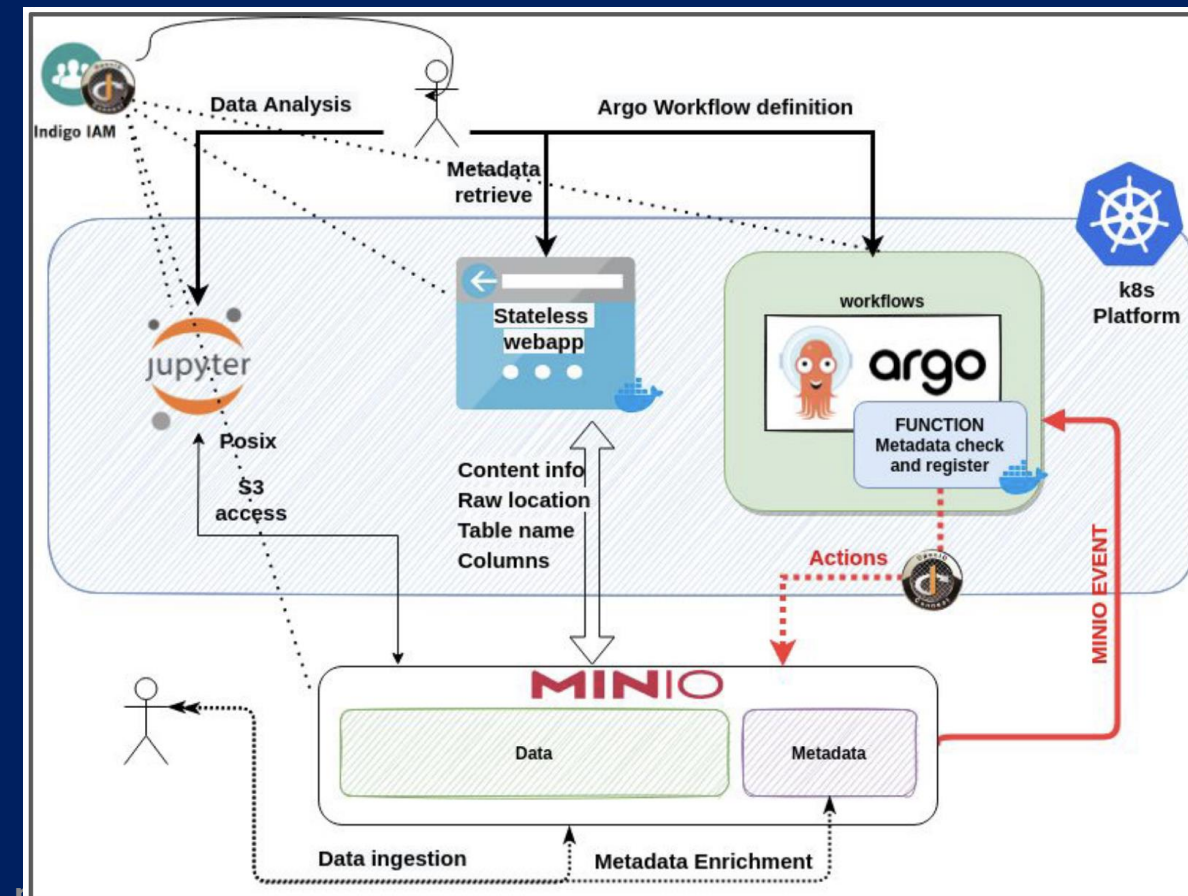 Indigo IAM
Data Analysis
Argo Workflow definition
Metadata
retrieve
k8s
Platform
Stateless
webapp
jupyter
workflows
argo
FUNCTION
Metadata check
and register
Posix
S3
access
Content info
Raw location
Table name
Columns
Actions
OpenID
Connect
MINIO EVENT
MINIO
Data
Metadata
Data ingestion
Metadata Enrichment